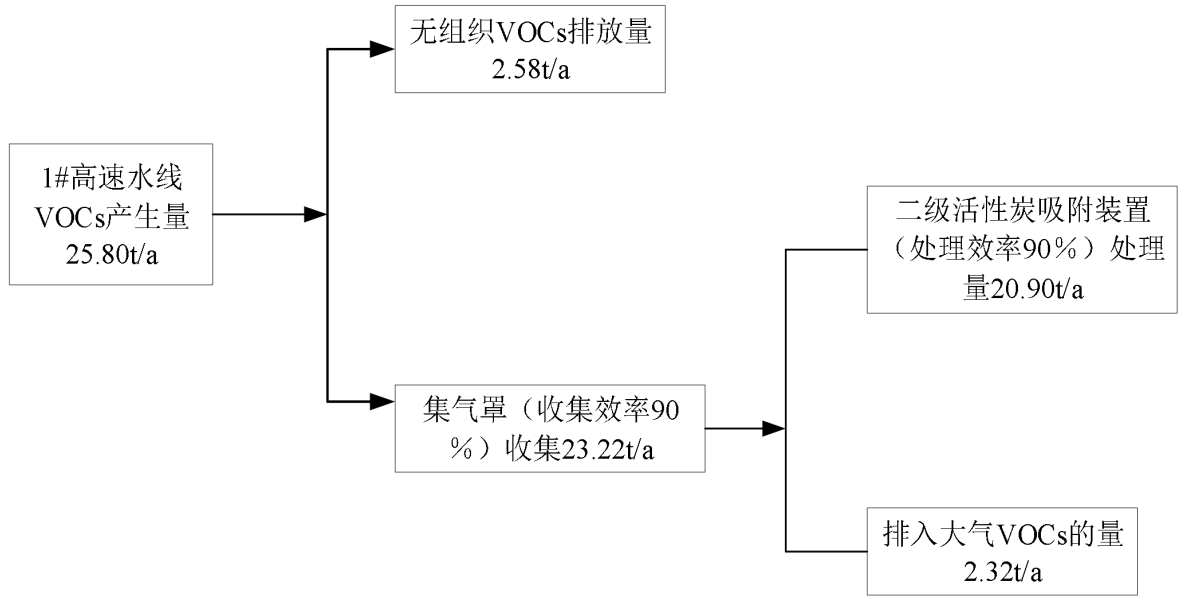 无组织VOCs排放量
2.58t/a
1#高速水线
VOCs产生量
25.80t/a
二级活性炭吸附装置
（处理效率90％）处理
量20.90t/a
集气罩（收集效率90
％）收集23.22t/a
排入大气VOCs的量
2.32t/a